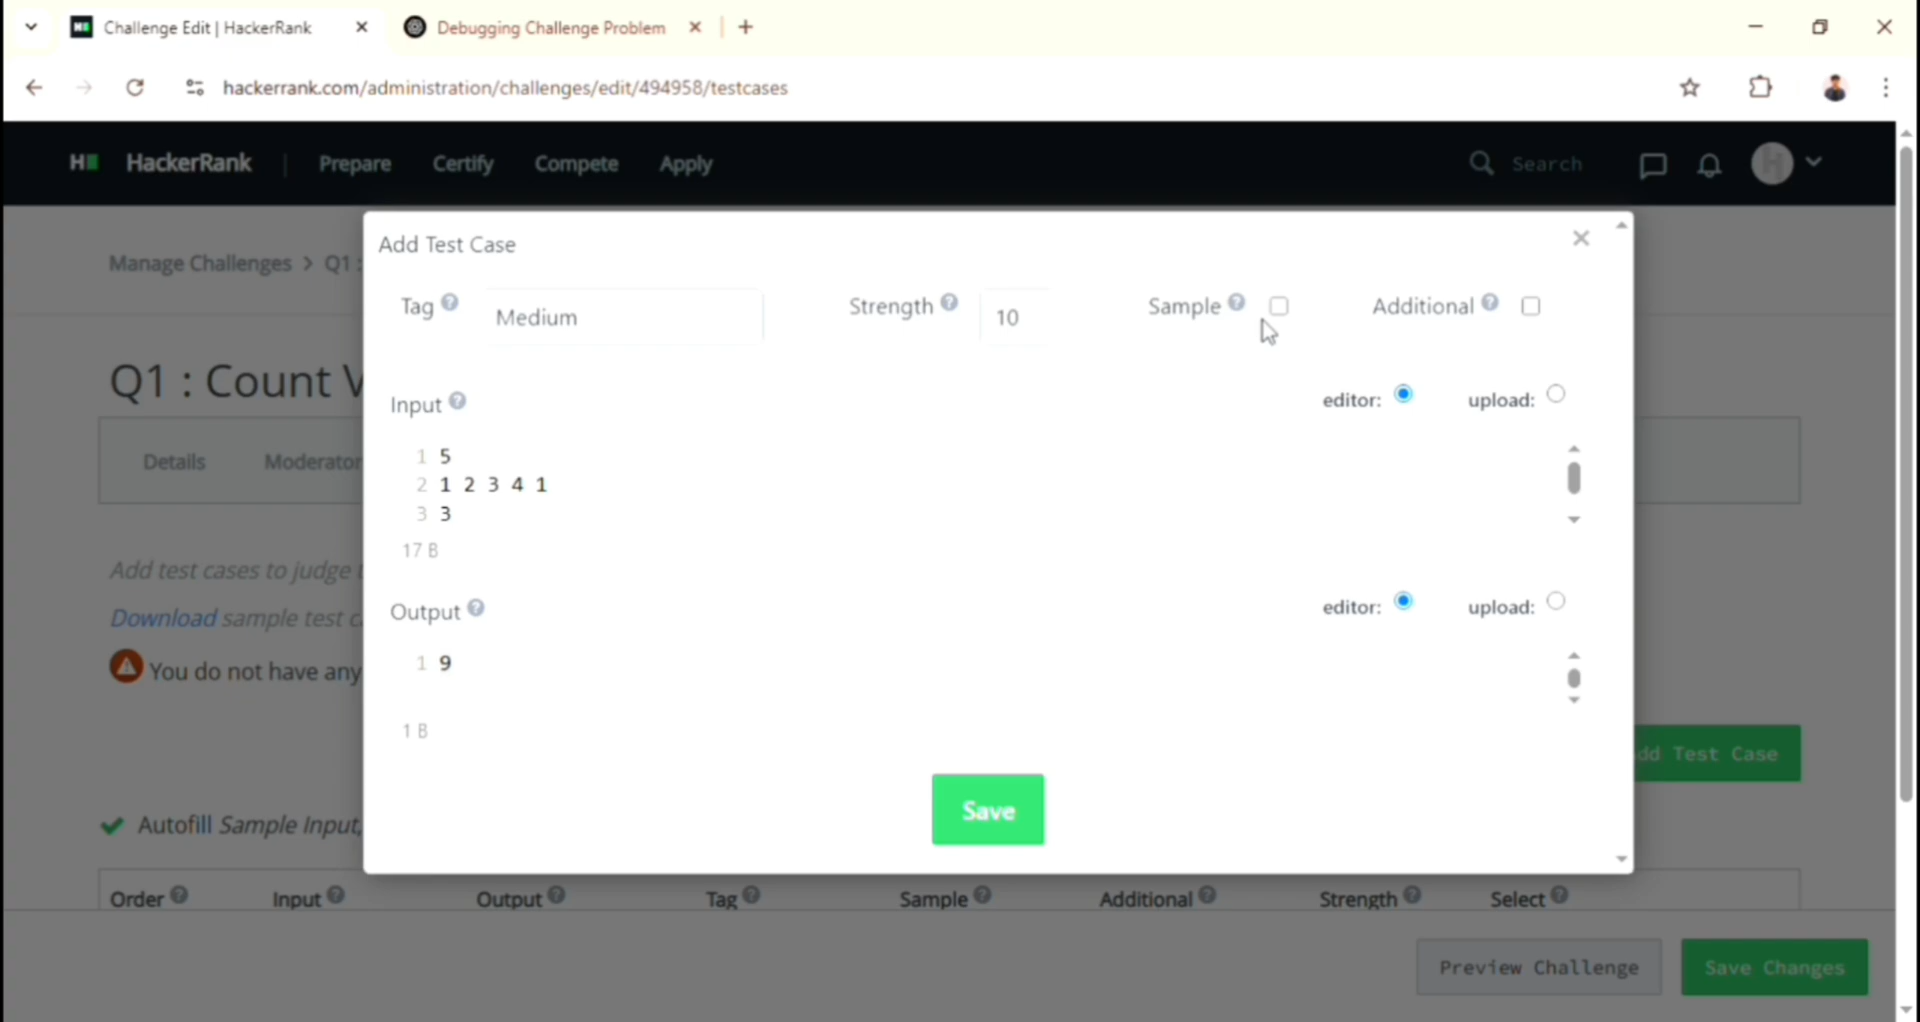 Challenge Edit | HackerRank
Debugging Challenge Problem
hackerrank.com/administration/challenges/edit/494958/testcases
HackerRank
Prepare
Certify
Compete
Apply
Search
Manage Challenges > Q1 :
Add Test Case
Tag
Medium
Strength
10
Sample
Additional
Q1 : Count V
Input
editor:
upload:
1 5
2 1 2 3 4 1
3 3
17 B
Details
Moderator
Add test cases to judge
Download sample test c
You do not have any
Output
editor:
upload:
1 9
1 B
Save
dd Test Case
Autofill Sample Input,
Order
Input
Output
Tag
Sample
Additional
Strength
Select
Preview Challenge
Save Changes